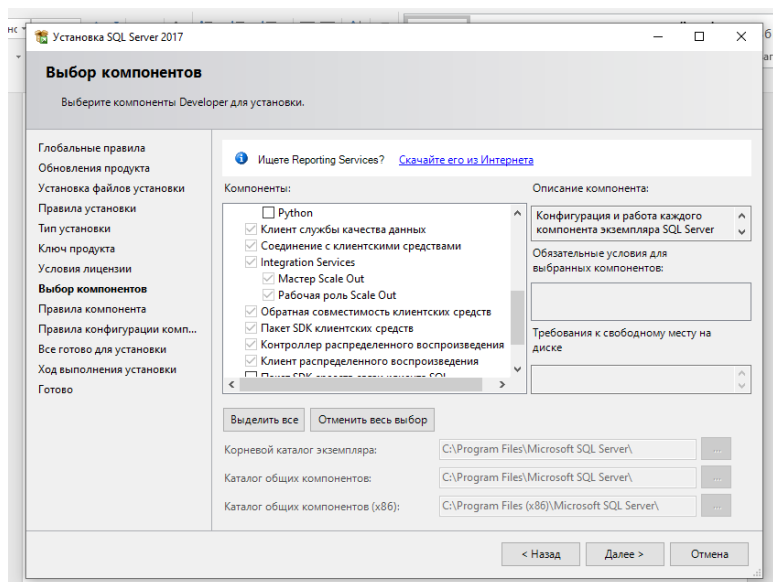 Установка SQL Server 2017
Выбор компонентов
Выберите компоненты Developer для установки.
Глобальные правила
Обновления продукта
Установка файлов установки
Правила установки
Тип установки
Ключ продукта
Условия лицензии
Выбор компонентов
Правила компонента
Правила конфигурации комп...
Все готово для установки
Ход выполнения установки
Готово
Ищете Reporting Services? Скачайте его из Интернета
Компоненты:
Python
Клиент службы качества данных
Соединение с клиентскими средствами
Integration Services
Мастер Scale Out
Рабочая роль Scale Out
Обратная совместимость клиентских средств
Пакет SDK клиентских средств
Контроллер распределенного воспроизведения
Клиент распределенного воспроизведения
Пакет SDK средств связи клиента SQL
Описание компонента:
Конфигурация и работа каждого
компонента экземпляра SQL Server
Обязательные условия для
выбранных компонентов:
Требования к свободному месту на
диске
Выделить все
Отменить весь выбор
Корневой каталог экземпляра:
C:\Program Files\Microsoft SQL Server\
...
Каталог общих компонентов:
C:\Program Files\Microsoft SQL Server\
...
Каталог общих компонентов (x86):
C:\Program Files (x86)\Microsoft SQL Server\
...
< Назад
Далее >
Отмена